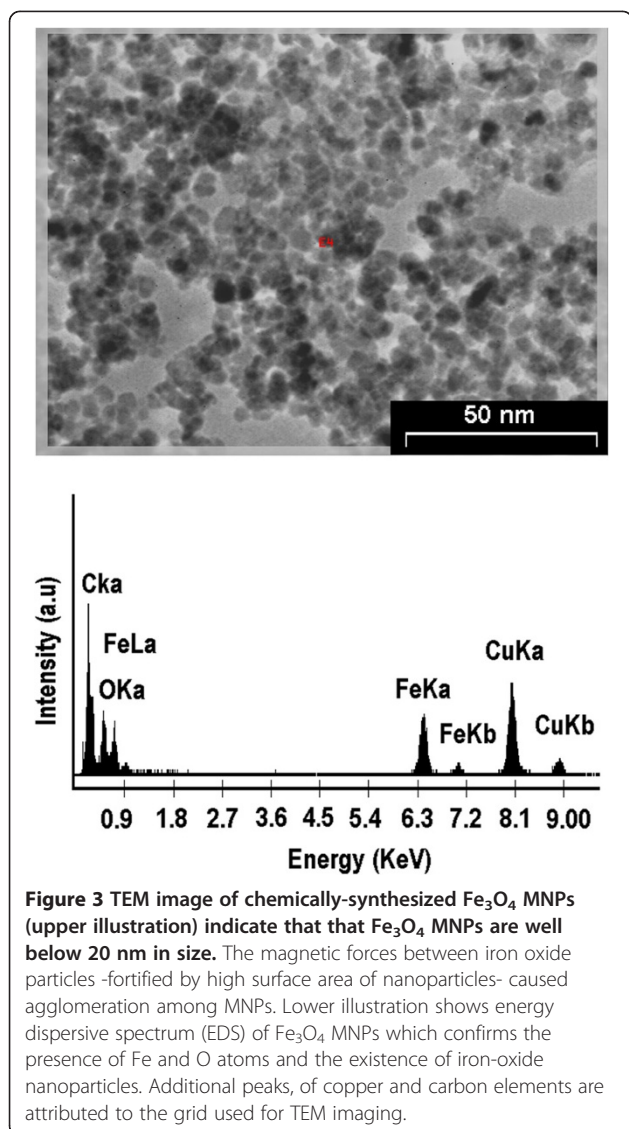 50 nm
Intensity (a.u)
Cka
FeLa
OKa
FeKa
FeKb
CuKa
CuKb
0.9 1.8 2.7 3.6 4.5 5.4 6.3 7.2 8.1 9.00
Energy (KeV)
Figure 3 TEM image of chemically-synthesized Fe₃O₄ MNPs
(upper illustration) indicate that that Fe₃O₄ MNPs are well
below 20 nm in size. The magnetic forces between iron oxide
particles -fortified by high surface area of nanoparticles- caused
agglomeration among MNPs. Lower illustration shows energy
dispersive spectrum (EDS) of Fe₃O₄ MNPs which confirms the
presence of Fe and O atoms and the existence of iron-oxide
nanoparticles. Additional peaks, of copper and carbon elements are
attributed to the grid used for TEM imaging.